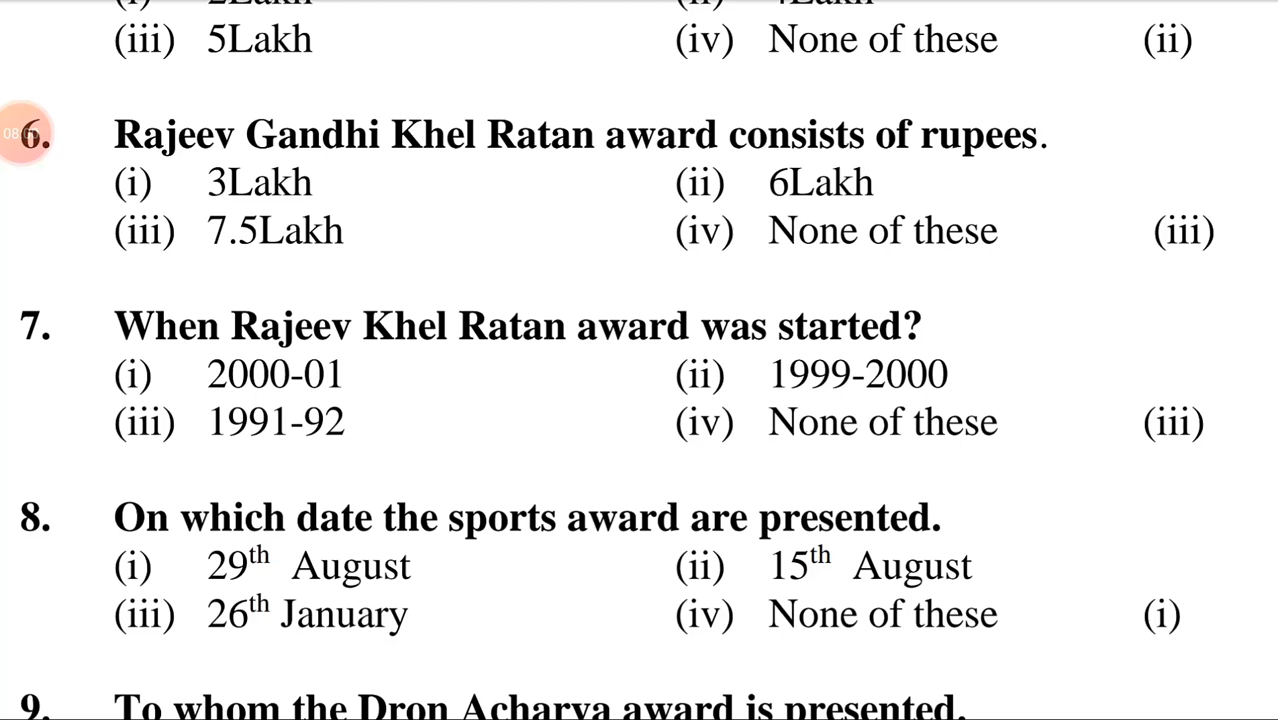 (iii) 5Lakh (iv) None of these (ii)
6. Rajeev Gandhi Khel Ratan award consists of rupees.
(i) 3Lakh (ii) 6Lakh
(iii) 7.5Lakh (iv) None of these (iii)
7. When Rajeev Khel Ratan award was started?
(i) 2000-01 (ii) 1999-2000
(iii) 1991-92 (iv) None of these (iii)
8. On which date the sports award are presented.
(i) 29th August (ii) 15th August
(iii) 26th January (iv) None of these (i)
9. To whom the Dron Acharya award is presented.